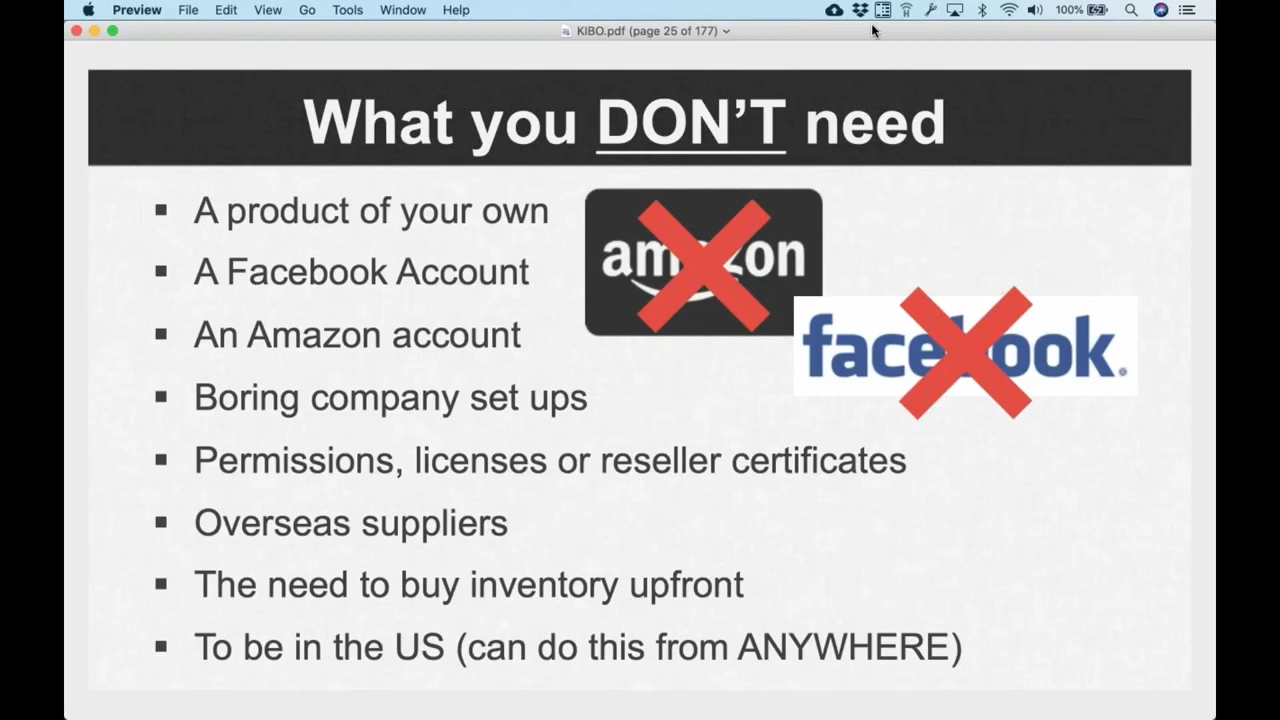 Preview File Edit View Go Tools Window Help 100%
KIBO.pdf (page 25 of 177)
What you DON'T need
▪ A product of your own
▪ A Facebook Account
▪ An Amazon account
▪ Boring company set ups
▪ Permissions, licenses or reseller certificates
▪ Overseas suppliers
▪ The need to buy inventory upfront
▪ To be in the US (can do this from ANYWHERE)
amazon
facebook.